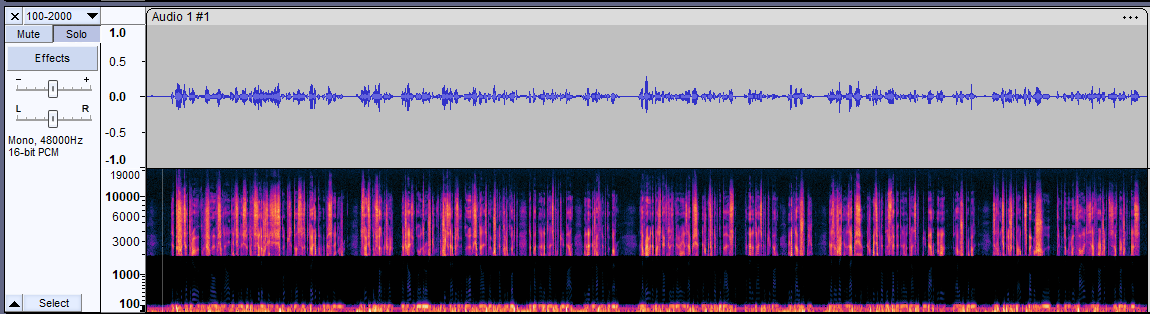 100-2000
Audio 1 #1
Mute Solo
Effects
- +
L R
Mono, 48000Hz
16-bit PCM
Select
1.0
0.5
0.0
-0.5
-1.0
19000
10000
6000
3000
1000
100